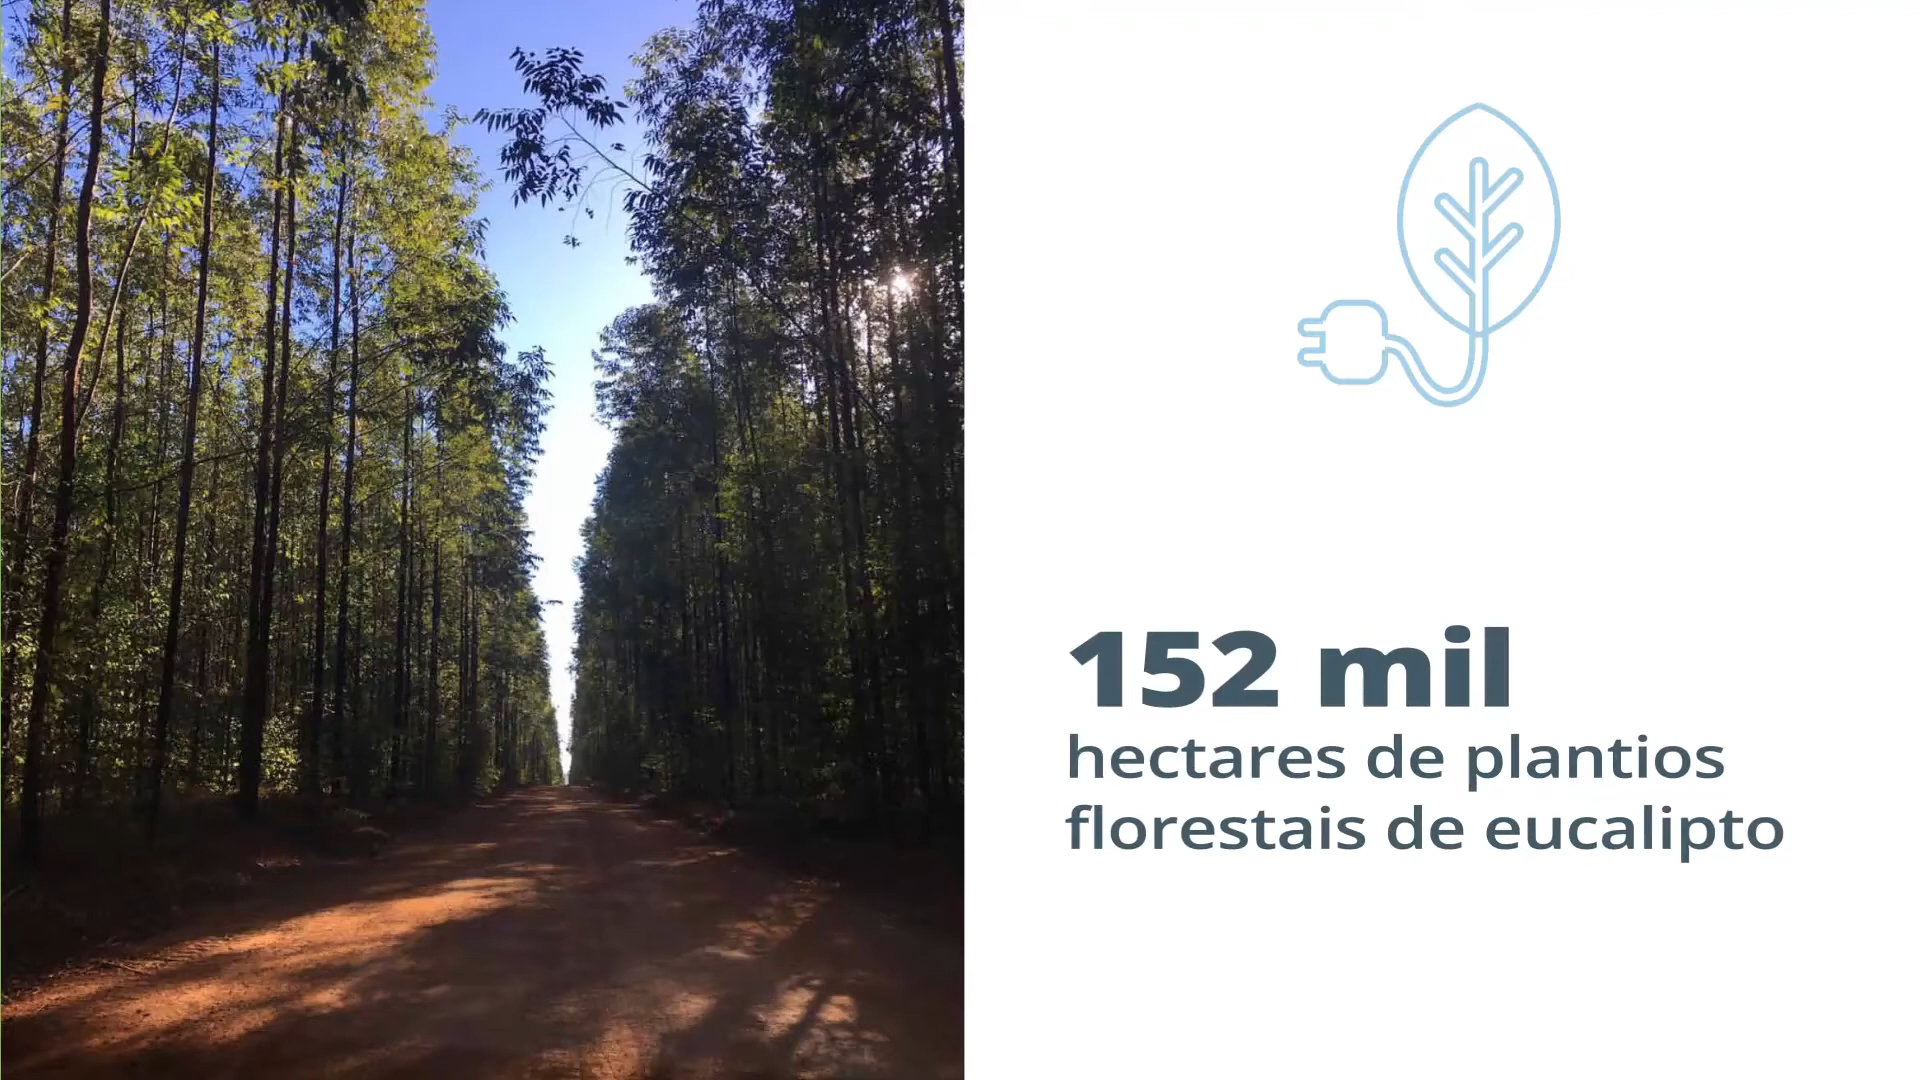 152 mil
hectares de plantios
florestais de eucalipto